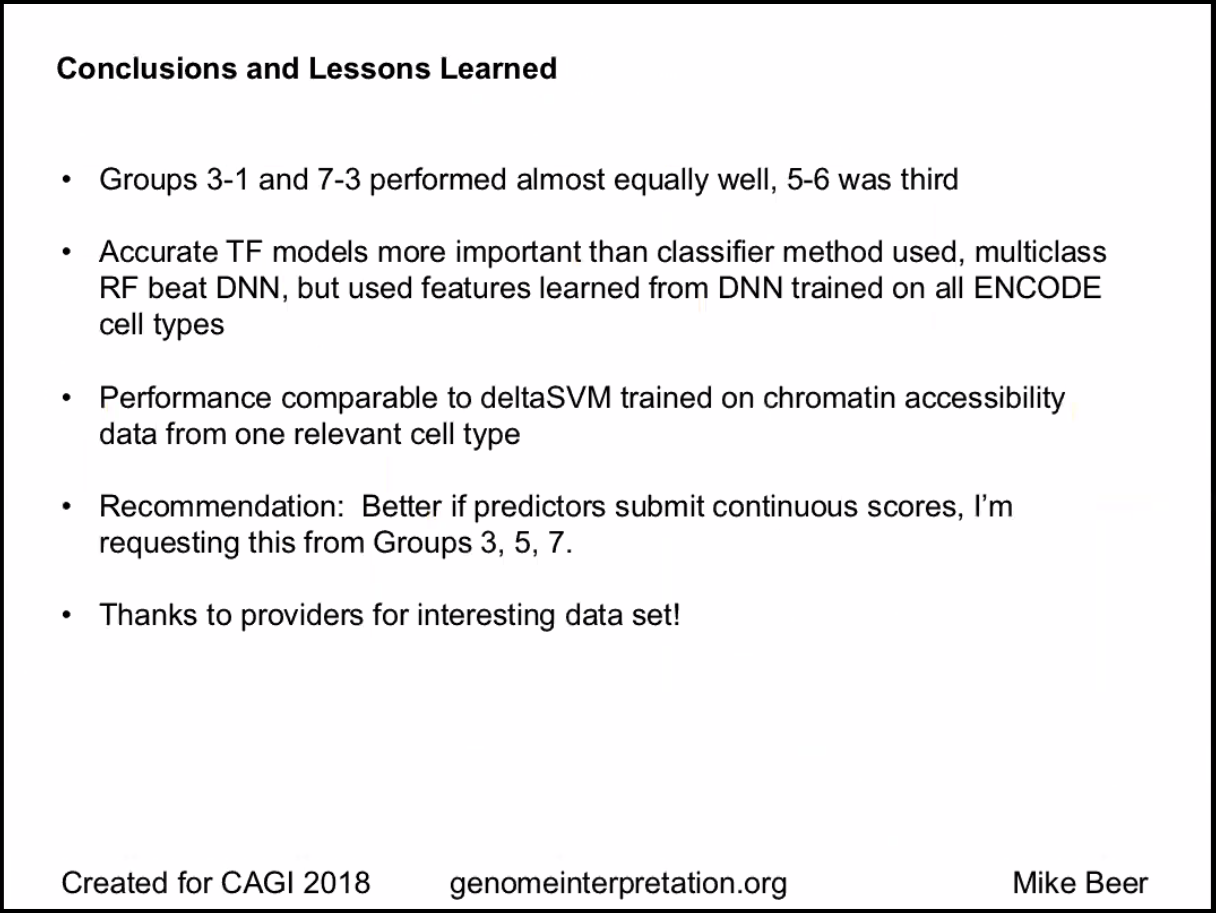 Conclusions and Lessons Learned
• Groups 3-1 and 7-3 performed almost equally well, 5-6 was third
• Accurate TF models more important than classifier method used, multiclass
RF beat DNN, but used features learned from DNN trained on all ENCODE
cell types
• Performance comparable to deltaSVM trained on chromatin accessibility
data from one relevant cell type
• Recommendation:  Better if predictors submit continuous scores, I’m
requesting this from Groups 3, 5, 7.
• Thanks to providers for interesting data set!
Created for CAGI 2018 genomeinterpretation.org Mike Beer